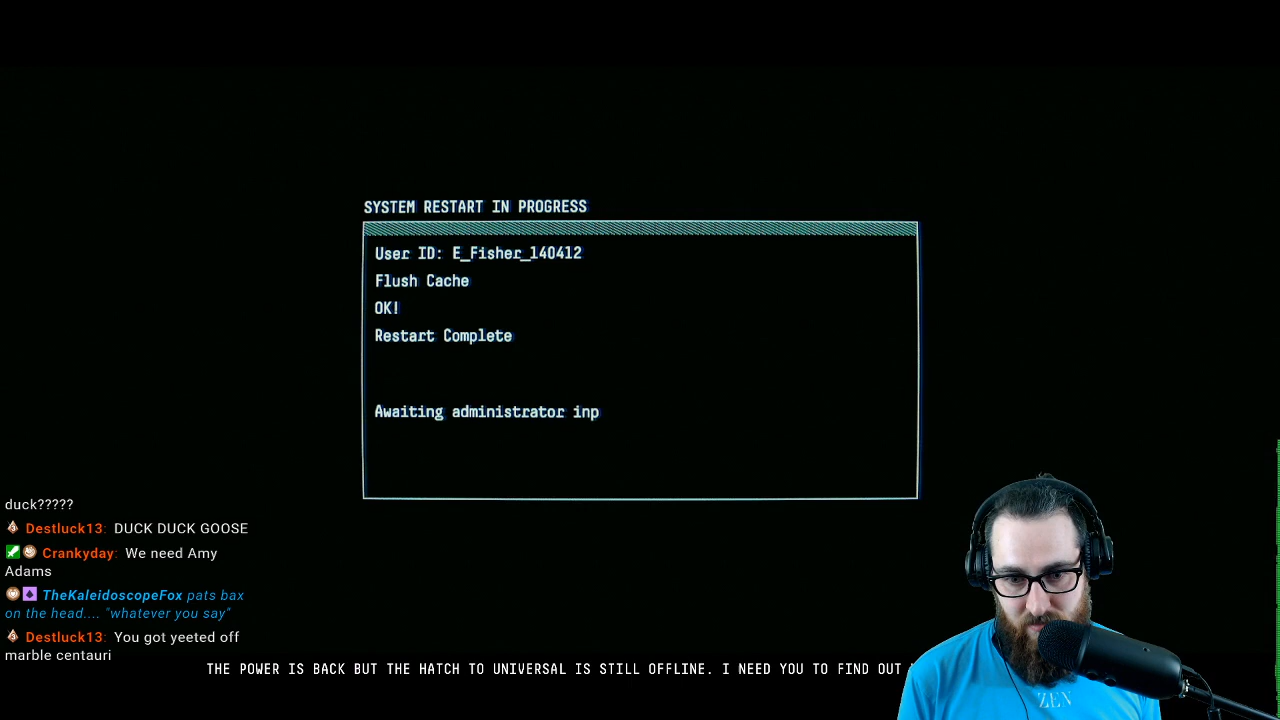 SYSTEM RESTART IN PROGRESS
User ID: E_Fisher_140412
Flush Cache
OK!
Restart Complete
Awaiting administrator inp
duck?????
Destluck13: DUCK DUCK GOOSE
Crankyday: We need Amy
Adams
TheKaleidoscopeFox pats bax
on the head.... "whatever you say"
Destluck13: You got yeeted off
marble centauri
THE POWER IS BACK BUT THE HATCH TO UNIVERSAL IS STILL OFFLINE. I NEED YOU TO FIND OUT
ZEN